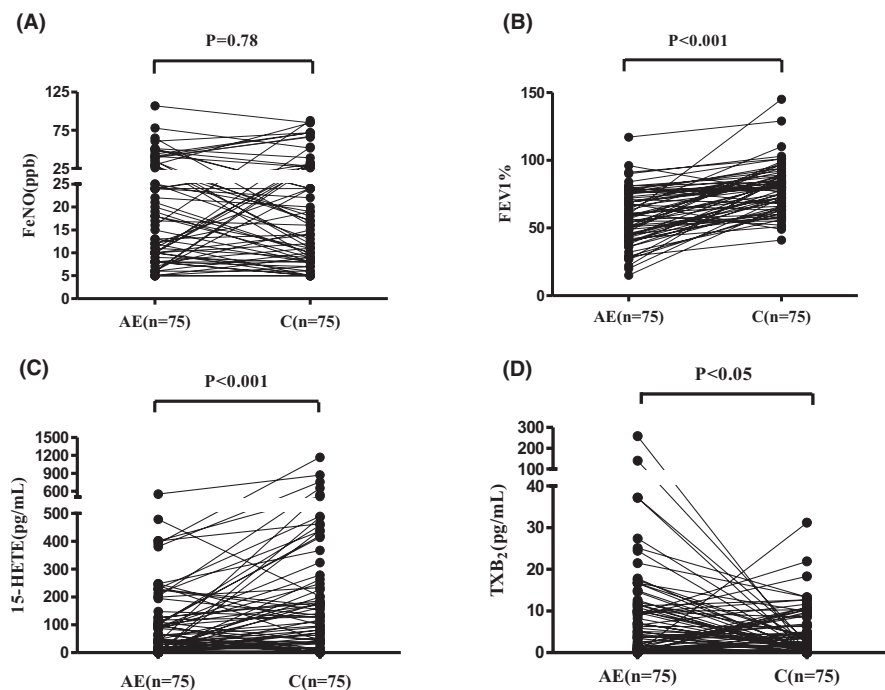 (A)
P=0.78
FeNO(ppb)
125
75
25
25
20
15
10
5
0
AE(n=75)
C(n=75)
(B)
P<0.001
FEV1%
150
100
50
0
AE(n=75)
C(n=75)
(C)
P<0.001
15-HETE(pg/mL)
1500
1200
900
600
500
400
300
200
100
0
AE(n=75)
C(n=75)
(D)
P<0.05
TXB₂(pg/mL)
300
200
100
40
30
20
10
0
AE(n=75)
C(n=75)